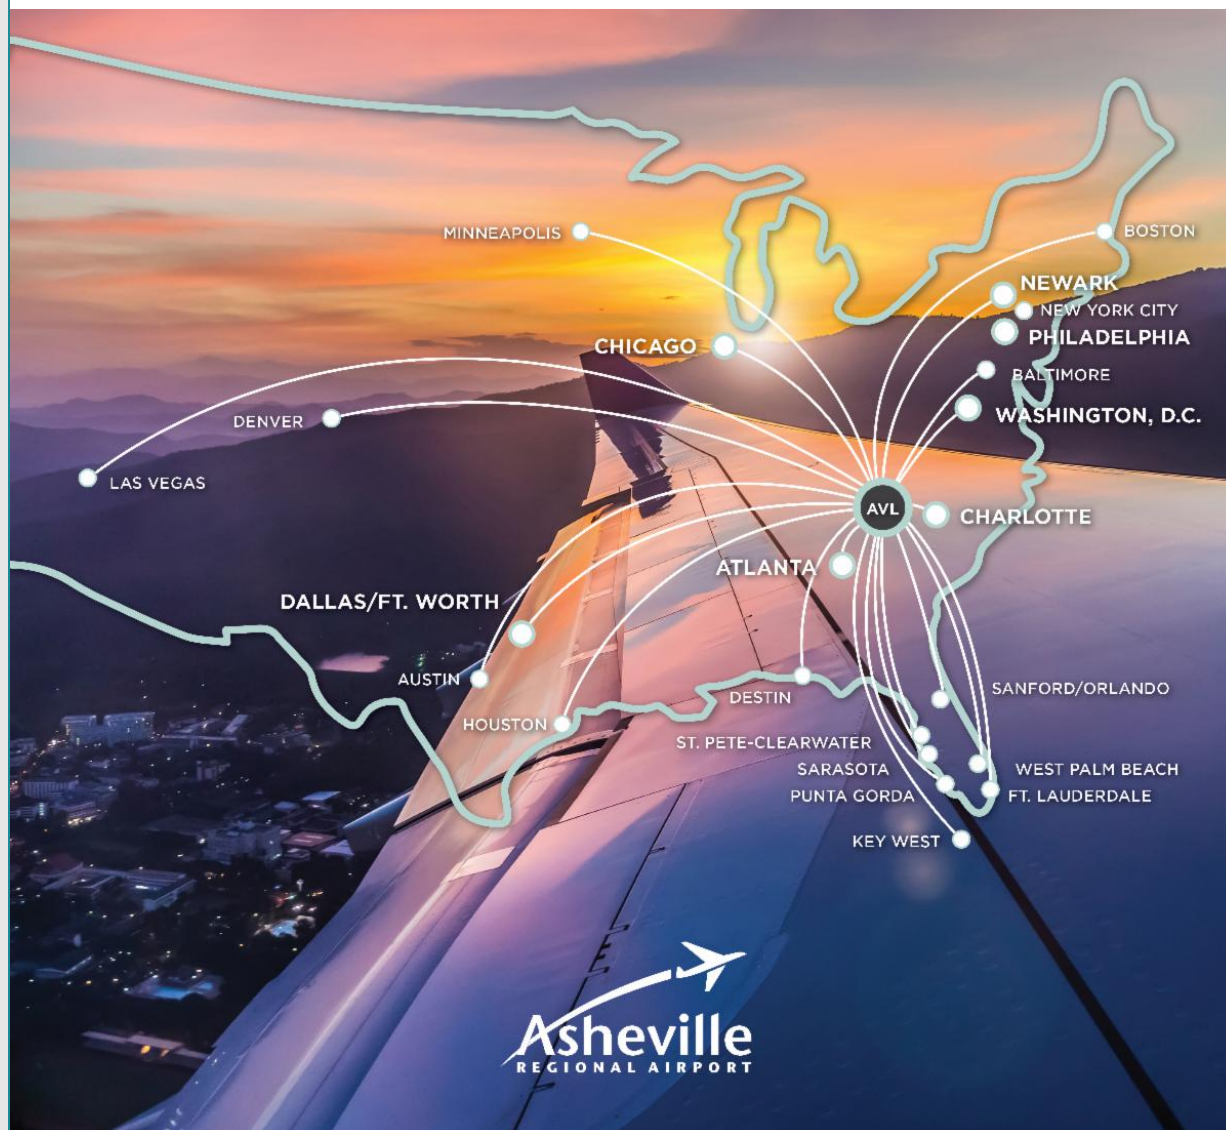 MINNEAPOLIS
BOSTON
NEWARK
NEW YORK CITY
CHICAGO
PHILADELPHIA
BALTIMORE
DENVER
WASHINGTON, D.C.
LAS VEGAS
AVL
CHARLOTTE
ATLANTA
DALLAS/FT. WORTH
AUSTIN
SANFORD/ORLANDO
DESTIN
HOUSTON
ST. PETE-CLEARWATER
SARASOTA
WEST PALM BEACH
PUNTA GORDA
FT. LAUDERDALE
KEY WEST
Asheville
REGIONAL AIRPORT